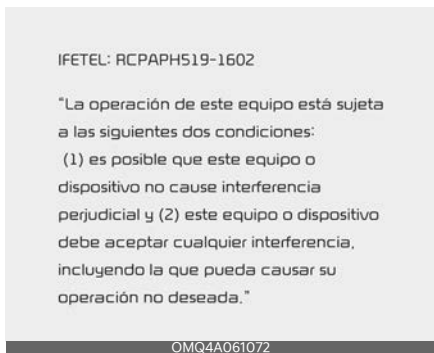 IFETEL: RCPAPH519-1602
“La operación de este equipo está sujeta
a las siguientes dos condiciones:
(1) es posible que este equipo o
dispositivo no cause interferencia
perjudicial y (2) este equipo o dispositivo
debe aceptar cualquier interferencia,
incluyendo la que pueda causar su
operación no deseada.”
OMQ4A061072